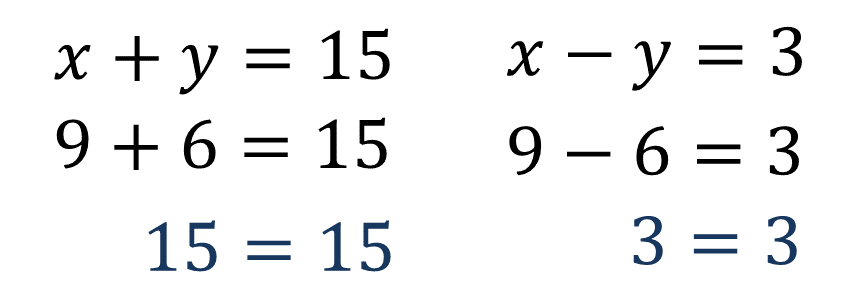 x + y = 15
9 + 6 = 15
15 = 15
x − y = 3
9 − 6 = 3
3 = 3